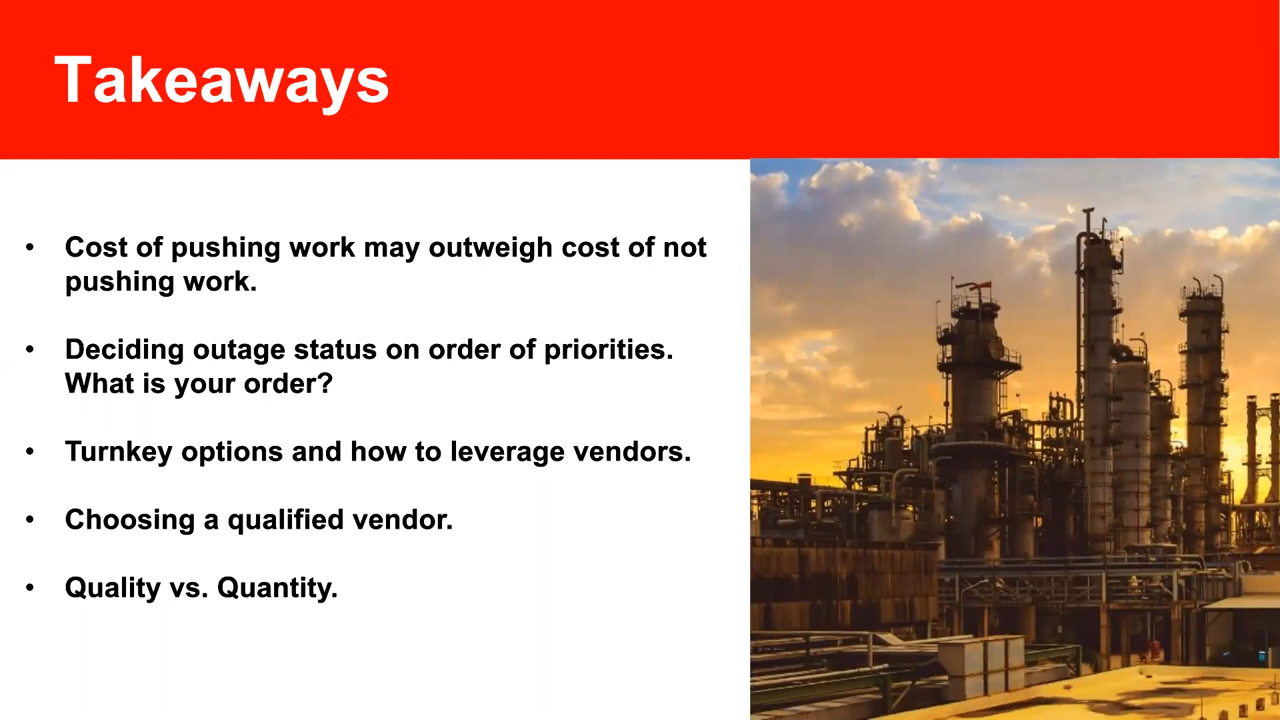 Takeaways
• Cost of pushing work may outweigh cost of not
pushing work.
• Deciding outage status on order of priorities.
What is your order?
• Turnkey options and how to leverage vendors.
• Choosing a qualified vendor.
• Quality vs. Quantity.